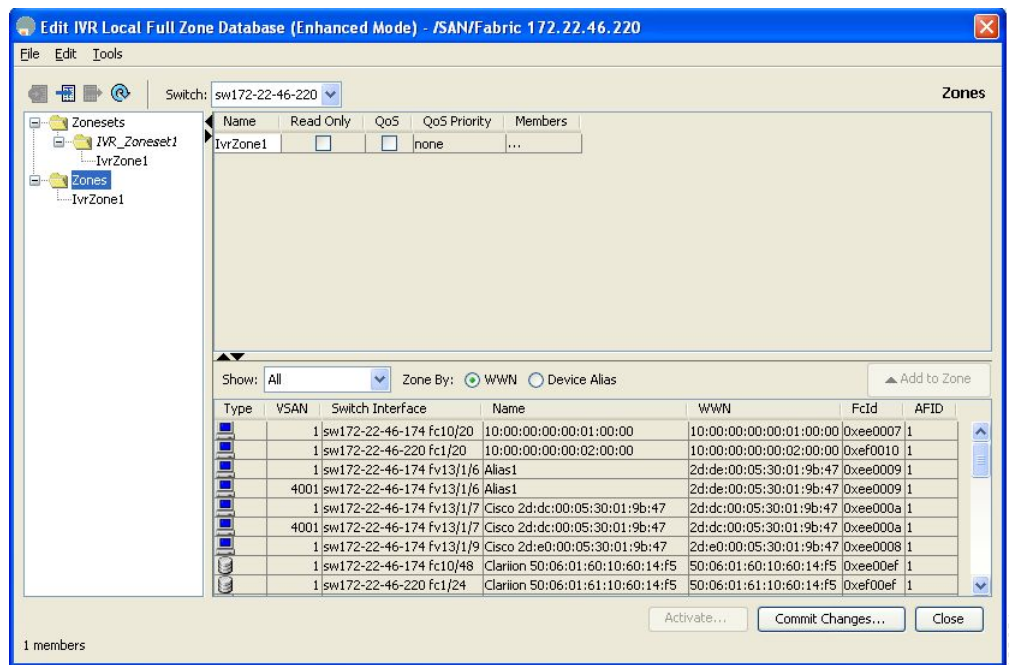 Edit IVR Local Full Zone Database (Enhanced Mode) - /SAN/Fabric 172.22.46.220
File Edit Tools
Switch: sw172-22-46-220 Zones
Zonesets
IVR_Zoneset1
IvrZone1
Zones
IvrZone1
Name Read Only QoS QoS Priority Members
IvrZone1 none ...
Show: All Zone By: WWN Device Alias Add to Zone
Type VSAN Switch Interface Name WWN FcId AFID
1 sw172-22-46-174 fc10/20 10:00:00:00:00:01:00:00 10:00:00:00:00:01:00:00 0xee0007 1
1 sw172-22-46-220 fc1/20 10:00:00:00:00:02:00:00 10:00:00:00:00:02:00:00 0xef0010 1
1 sw172-22-46-174 fv13/1/6 Alias1 2d:de:00:05:30:01:9b:47 0xee0009 1
4001 sw172-22-46-174 fv13/1/6 Alias1 2d:de:00:05:30:01:9b:47 0xee0009 1
1 sw172-22-46-174 fv13/1/7 Cisco 2d:dc:00:05:30:01:9b:47 2d:dc:00:05:30:01:9b:47 0xee000a 1
4001 sw172-22-46-174 fv13/1/7 Cisco 2d:dc:00:05:30:01:9b:47 2d:dc:00:05:30:01:9b:47 0xee000a 1
1 sw172-22-46-174 fv13/1/9 Cisco 2d:e0:00:05:30:01:9b:47 2d:e0:00:05:30:01:9b:47 0xee0008 1
1 sw172-22-46-174 fc10/48 Clariion 50:06:01:60:10:60:14:f5 50:06:01:60:10:60:14:f5 0xee00ef 1
1 sw172-22-46-220 fc1/24 Clariion 50:06:01:61:10:60:14:f5 50:06:01:61:10:60:14:f5 0xef00ef 1
Activate... Commit Changes... Close
1 members